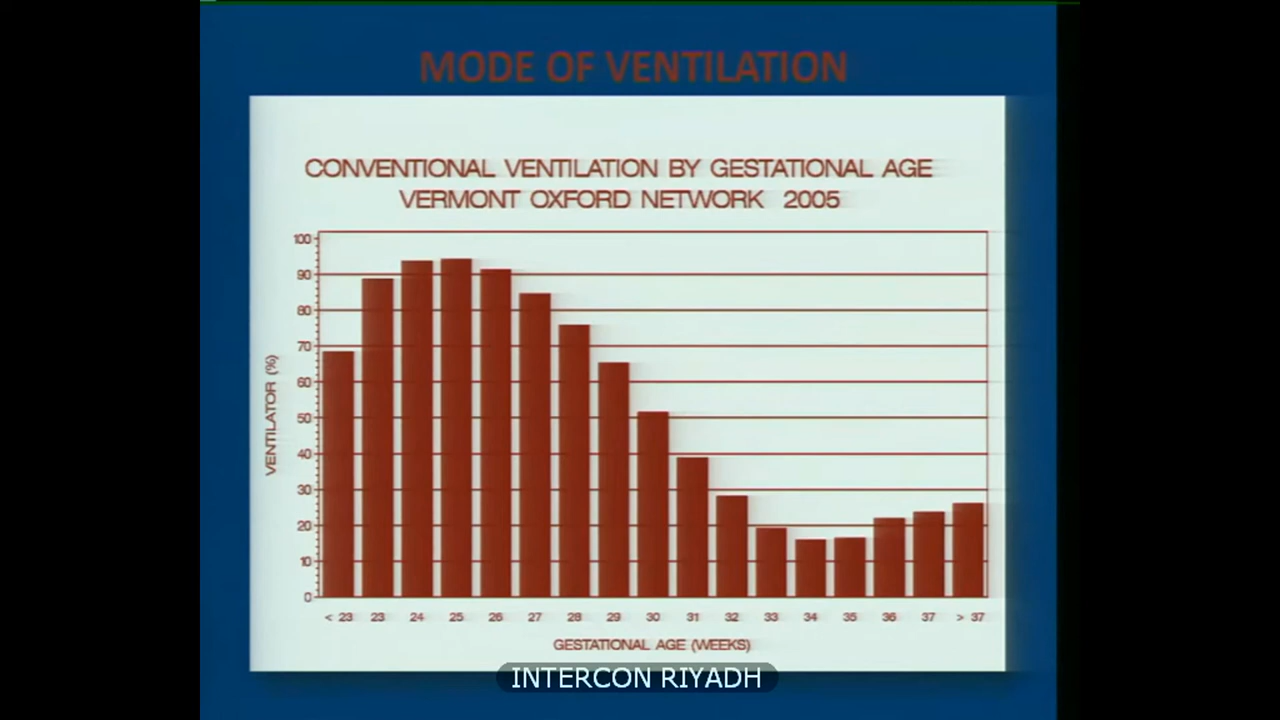 MODE OF VENTILATION
CONVENTIONAL VENTILATION BY GESTATIONAL AGE
VERMONT OXFORD NETWORK 2005
100
90
80
70
60
50
40
30
20
10
0
VENTILATOR (%)
< 23 23 24 25 26 27 28 29 30 31 32 33 34 35 36 37 > 37
GESTATIONAL AGE (WEEKS)
INTERCON RIYADH